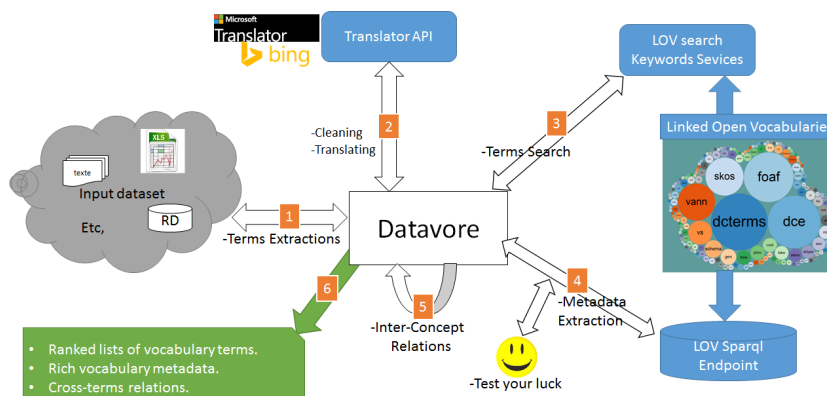 Microsoft
Translator
bing
Translator API
LOV search
Keywords Sevices
2
-Cleaning
-Translating
3
-Terms Search
Linked Open Vocabularie
XLS
texte
Input dataset
Etc,
RD
1
-Terms Extractions
Datavore
skos
foaf
vann
dcterms
dce
vs
schema
gn
6
5
-Inter-Concept
Relations
4
-Metadata
Extraction
-Test your luck
LOV Sparql
Endpoint
• Ranked lists of vocabulary terms.
• Rich vocabulary metadata.
• Cross-terms relations.